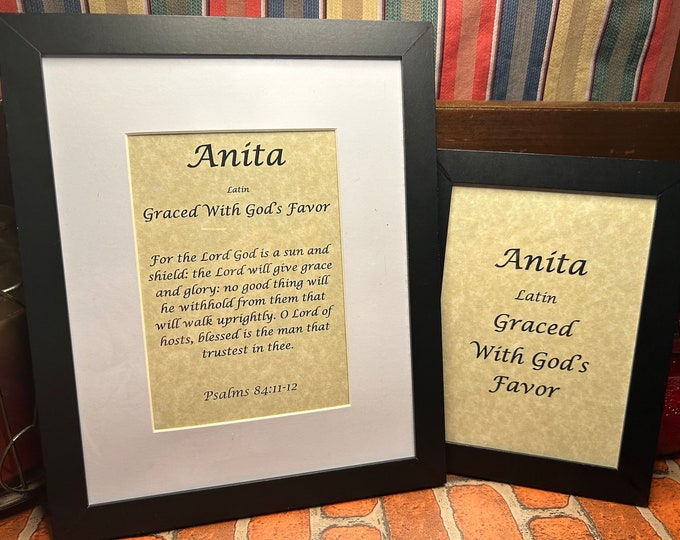 Anita
Latin
Graced With God's Favor
For the Lord God is a sun and
shield: the Lord will give grace
and glory: no good thing will
he withhold from them that
will walk uprightly. O Lord of
hosts, blessed is the man that
trustest in thee.
Psalms 84:11-12
Anita
Latin
Graced
With God's
Favor